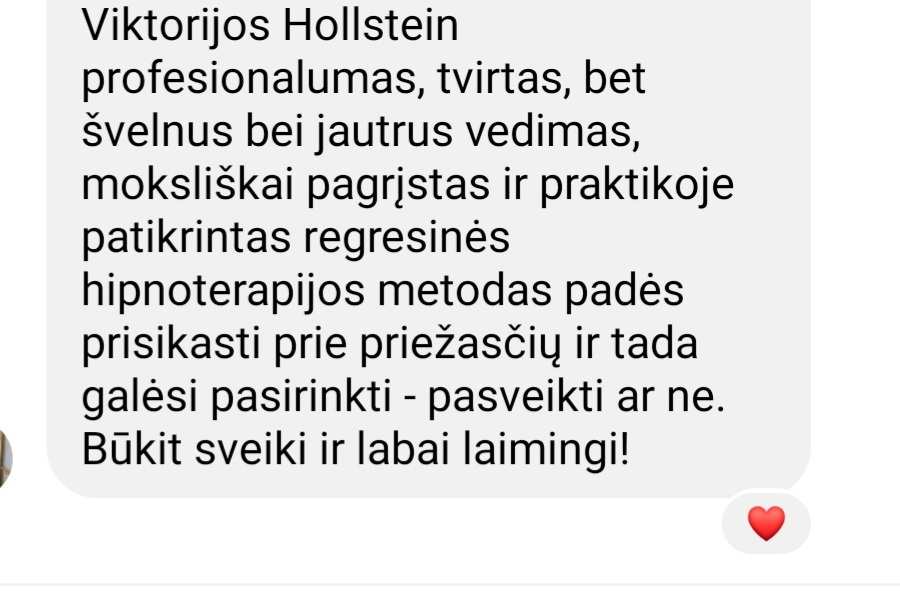 Viktorijos Hollstein
profesionalumas, tvirtas, bet
švelnus bei jautrus vedimas,
moksliškai pagrįstas ir praktikoje
patikrintas regresinės
hipnoterapijos metodas padės
prisikasti prie priežasčių ir tada
galėsi pasirinkti - pasveikti ar ne.
Būkit sveiki ir labai laimingi!